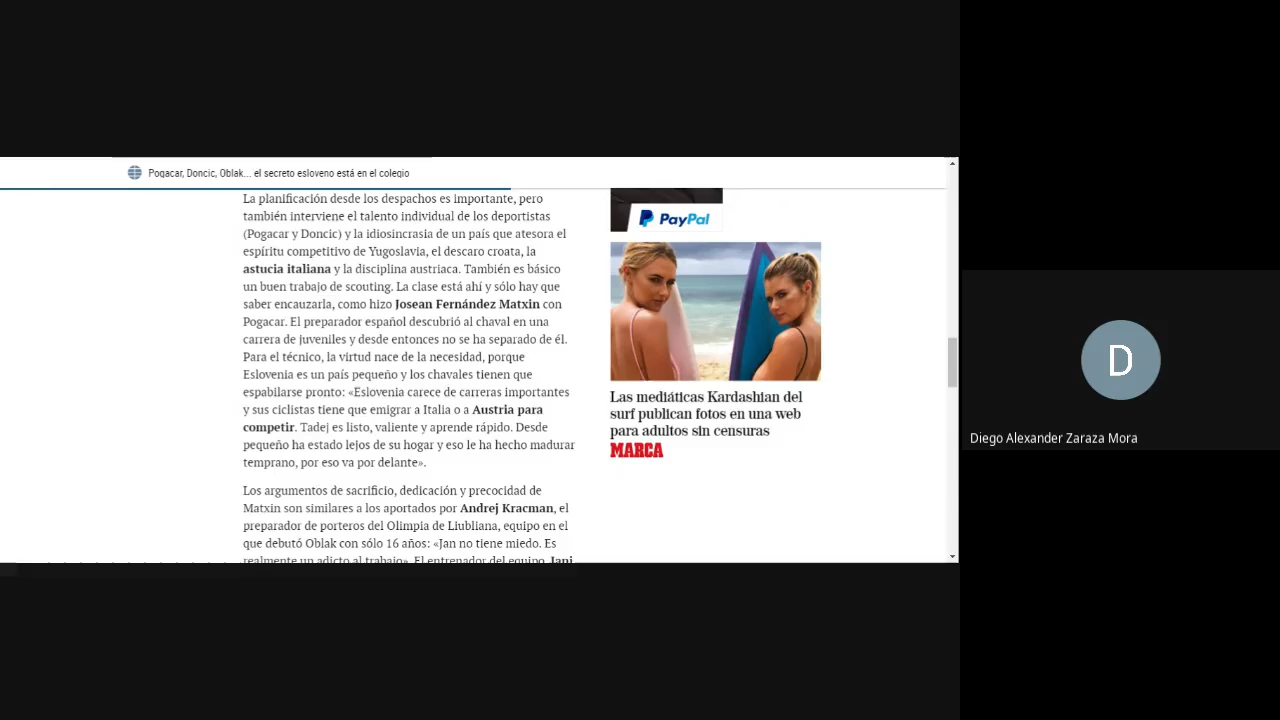 Pogacar, Doncic, Oblak... el secreto esloveno está en el colegio
La planificación desde los despachos es importante, pero
también interviene el talento individual de los deportistas
(Pogacar y Doncic) y la idiosincrasia de un país que atesora el
espíritu competitivo de Yugoslavia, el descaro croata, la
astucia italiana y la disciplina austriaca. También es básico
un buen trabajo de scouting. La clase está ahí y sólo hay que
saber encauzarla, como hizo Josean Fernández Matxin con
Pogacar. El preparador español descubrió al chaval en una
carrera de juveniles y desde entonces no se ha separado de él.
Para el técnico, la virtud nace de la necesidad, porque
Eslovenia es un país pequeño y los chavales tienen que
espabilarse pronto: «Eslovenia carece de carreras importantes
y sus ciclistas tiene que emigrar a Italia o a Austria para
competir. Tadej es listo, valiente y aprende rápido. Desde
pequeño ha estado lejos de su hogar y eso le ha hecho madurar
temprano, por eso va por delante».
Los argumentos de sacrificio, dedicación y precocidad de
Matxin son similares a los aportados por Andrej Kracman, el
preparador de porteros del Olimpia de Liubliana, equipo en el
que debutó Oblak con sólo 16 años: «Jan no tiene miedo. Es
realmente un adicto al trabajo». El entrenador del equipo, Jani
PayPal
Las mediáticas Kardashian del
surf publican fotos en una web
para adultos sin censuras
MARCA
D
Diego Alexander Zaraza Mora